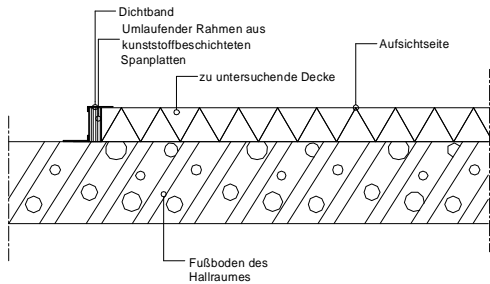 Dichtband
Umlaufender Rahmen aus
kunststoffbeschichteten
Spanplatten
Aufsichtseite
zu untersuchende Decke
Fußboden des
Hallraumes